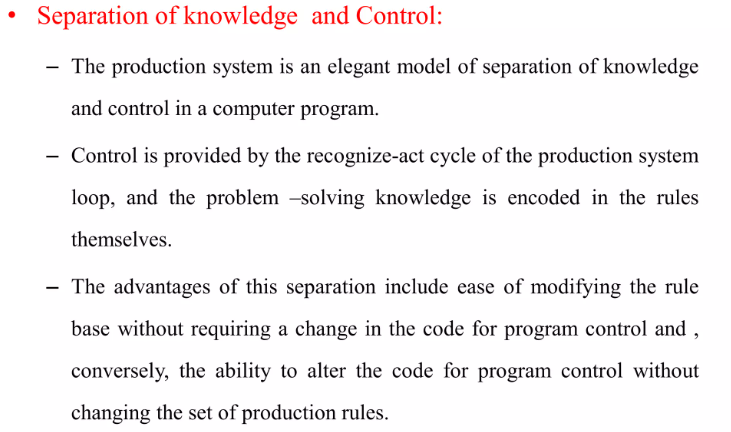 • Separation of knowledge and Control:
– The production system is an elegant model of separation of knowledge
and control in a computer program.
– Control is provided by the recognize-act cycle of the production system
loop, and the problem –solving knowledge is encoded in the rules
themselves.
– The advantages of this separation include ease of modifying the rule
base without requiring a change in the code for program control and ,
conversely, the ability to alter the code for program control without
changing the set of production rules.